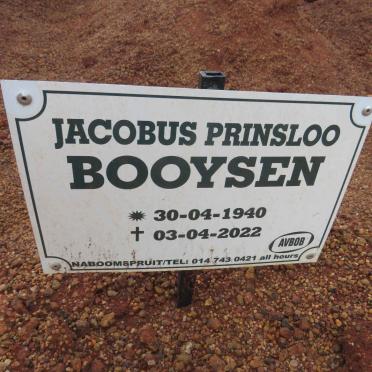 JACOBUS PRINSLOO
BOOYSEN
✸ 30-04-1940
✝ 03-04-2022
AVBOB
NABOOMSPRUIT/TEL: 014 743 0421 all hours